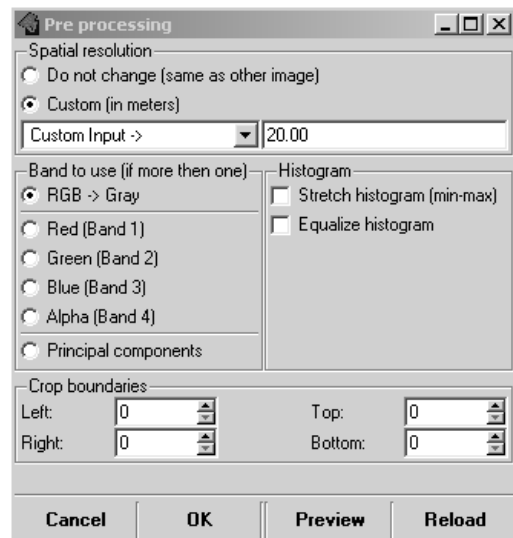 Pre processing
Spatial resolution
Do not change (same as other image)
Custom (in meters)
Custom Input -> 20.00
Band to use (if more then one) Histogram
RGB -> Gray Stretch histogram (min-max)
Red (Band 1) Equalize histogram
Green (Band 2)
Blue (Band 3)
Alpha (Band 4)
Principal components
Crop boundaries
Left: 0 Top: 0
Right: 0 Bottom: 0
Cancel OK Preview Reload